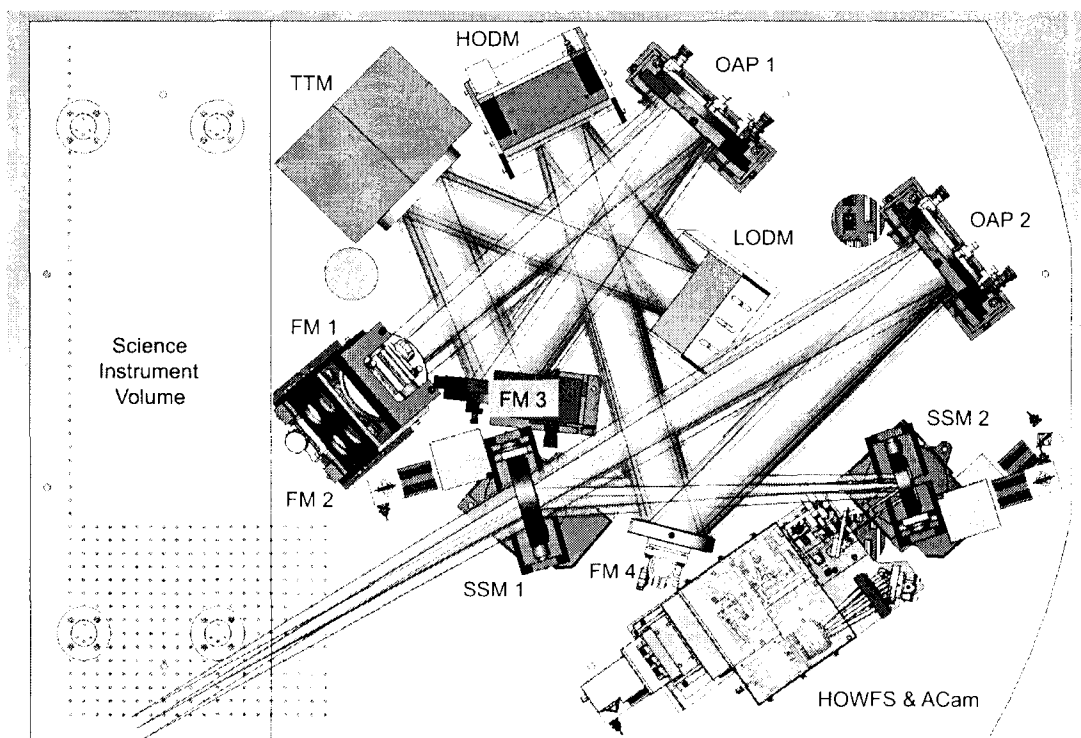 HODM
OAP 1
TTM
OAP 2
LODM
FM 1
Science
Instrument
Volume
FM 3
SSM 2
FM 2
SSM 1
FM 4
HOWFS & ACam